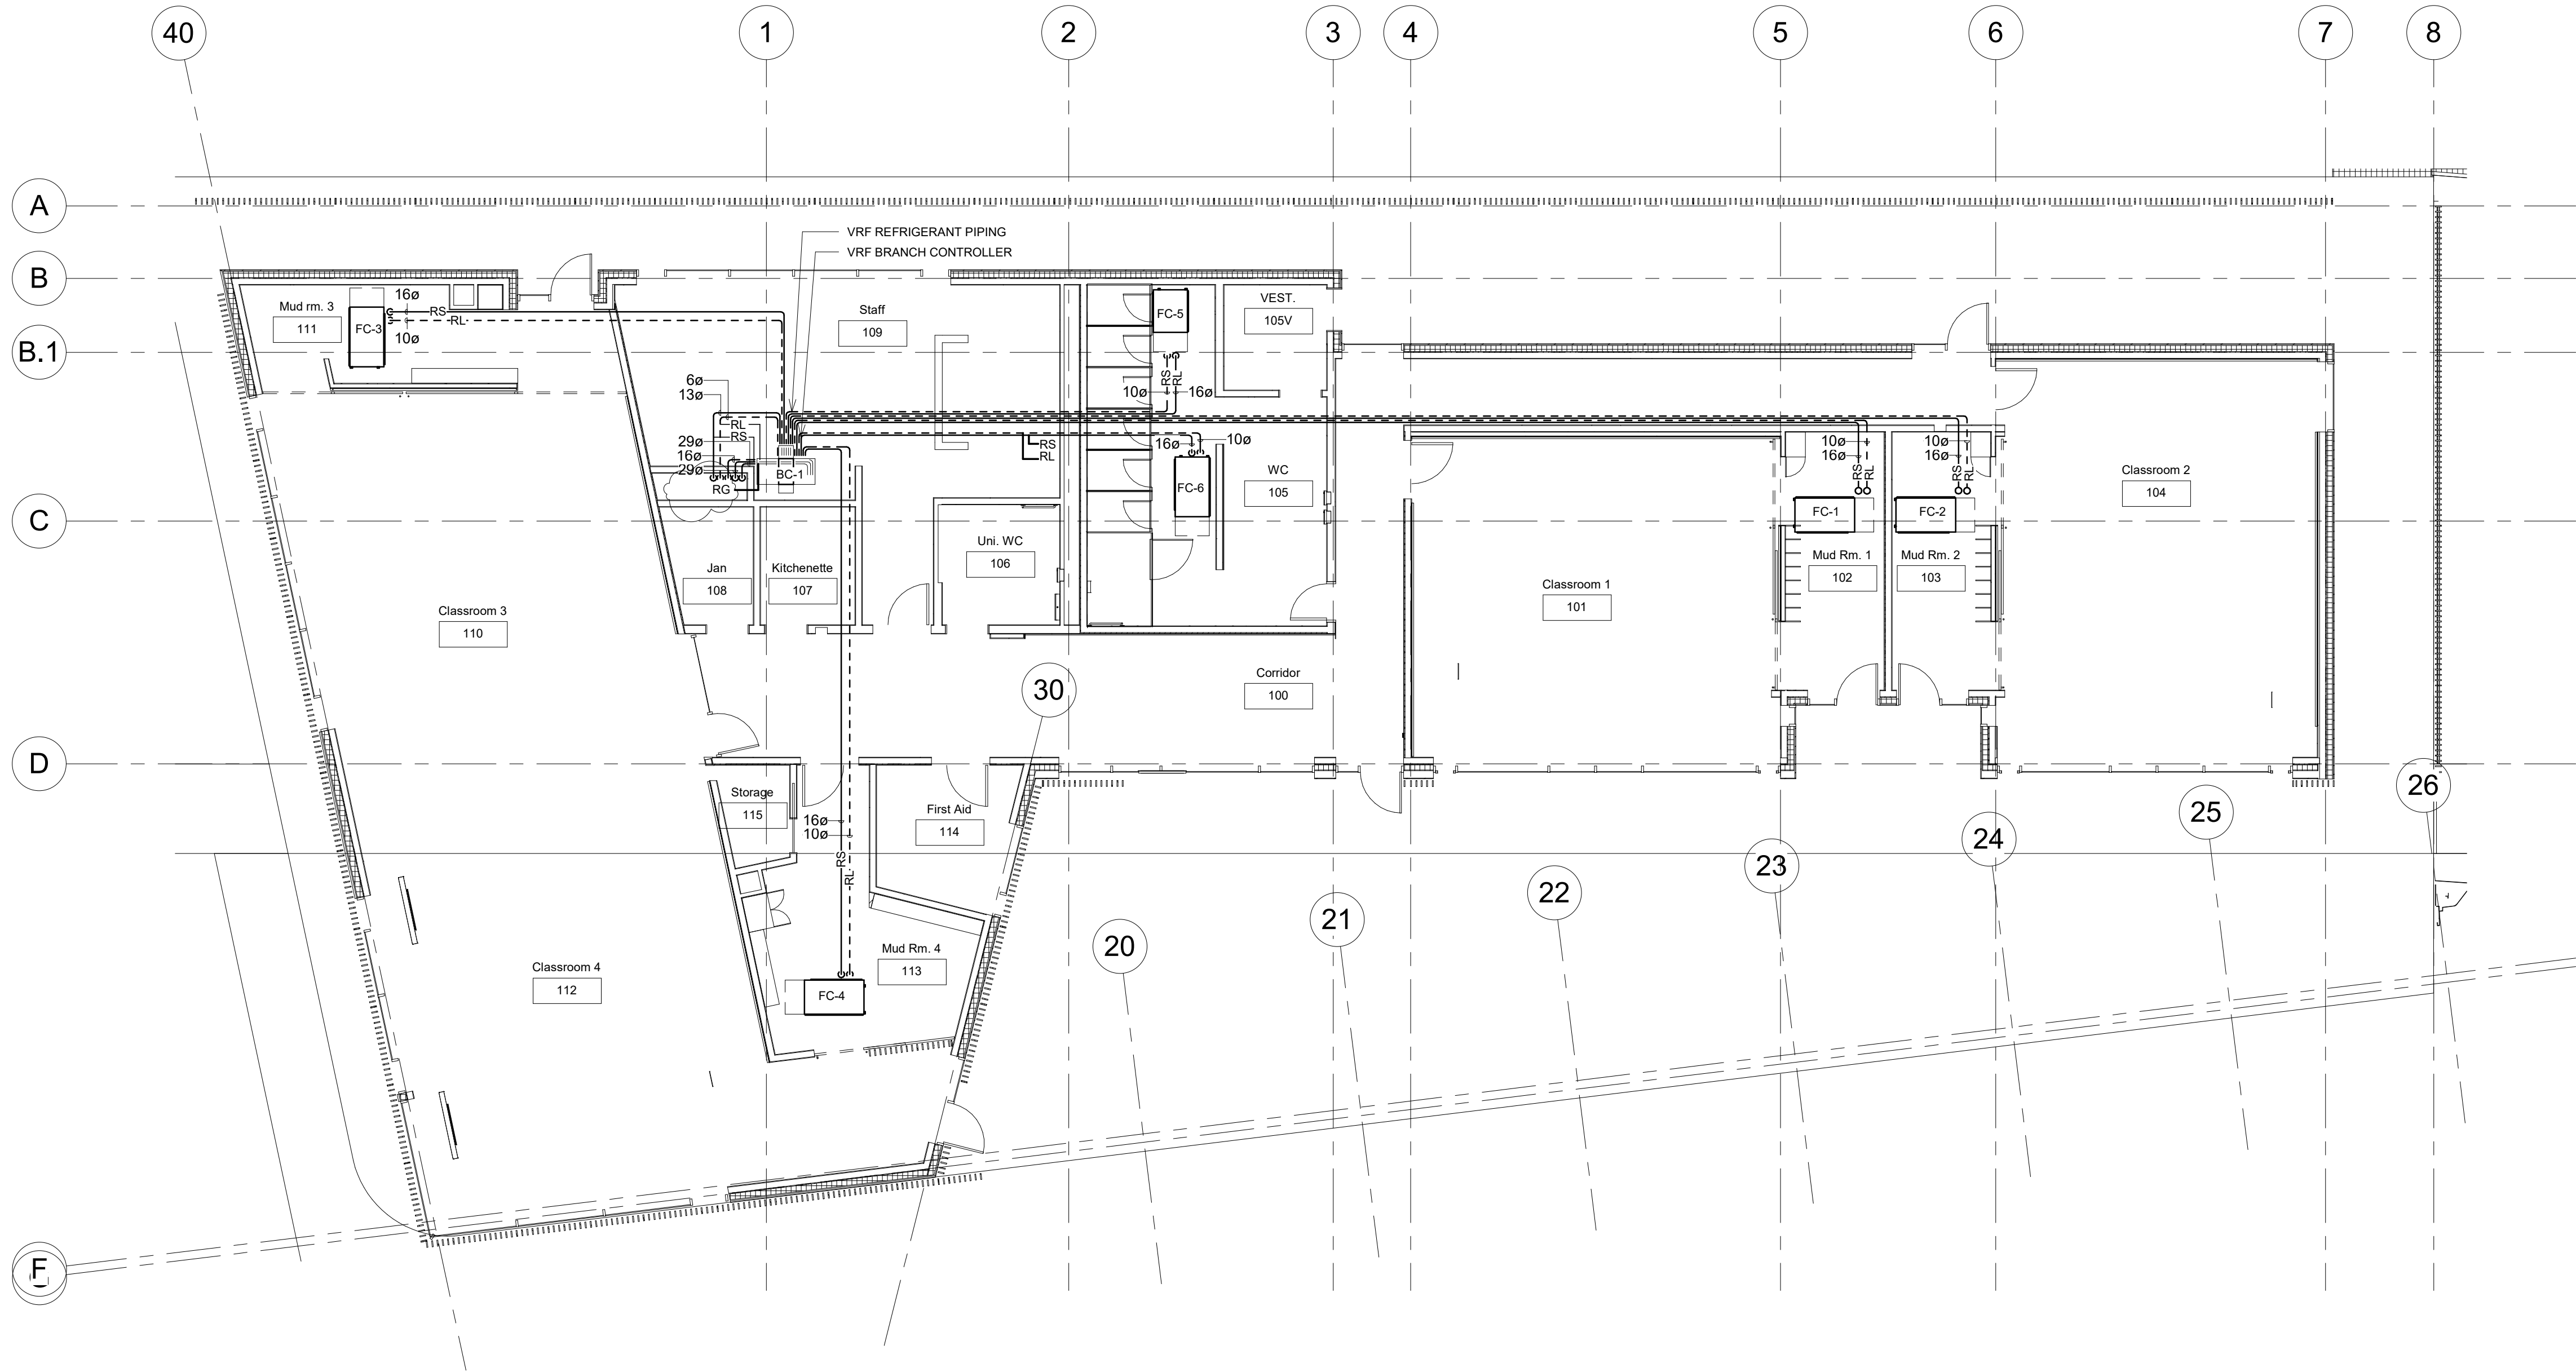 40
1
2
3
4
5
6
7
8
A
VRF REFRIGERANT PIPING
VRF BRANCH CONTROLLER
B
16ø
VEST.
105V
Mud rm. 3
111
RS
RL
FC-3
Staff
109
FC-5
10ø
B.1
RS
RL
6ø
13ø
10ø
16ø
RL
RS
29ø
16ø
29ø
RG
BC-1
RS
RL
16ø
10ø
FC-6
WC
105
10ø
16ø
RS
RL
10ø
16ø
RS
RL
Classroom 2
104
C
FC-1
FC-2
Uni. WC
106
Jan
108
Kitchenette
107
Mud Rm. 1
102
Mud Rm. 2
103
Classroom 1
101
Classroom 3
110
Corridor
100
30
D
Storage
115
First Aid
114
16ø
10ø
RS
RL
26
25
24
23
22
21
20
Mud Rm. 4
113
Classroom 4
112
FC-4
F